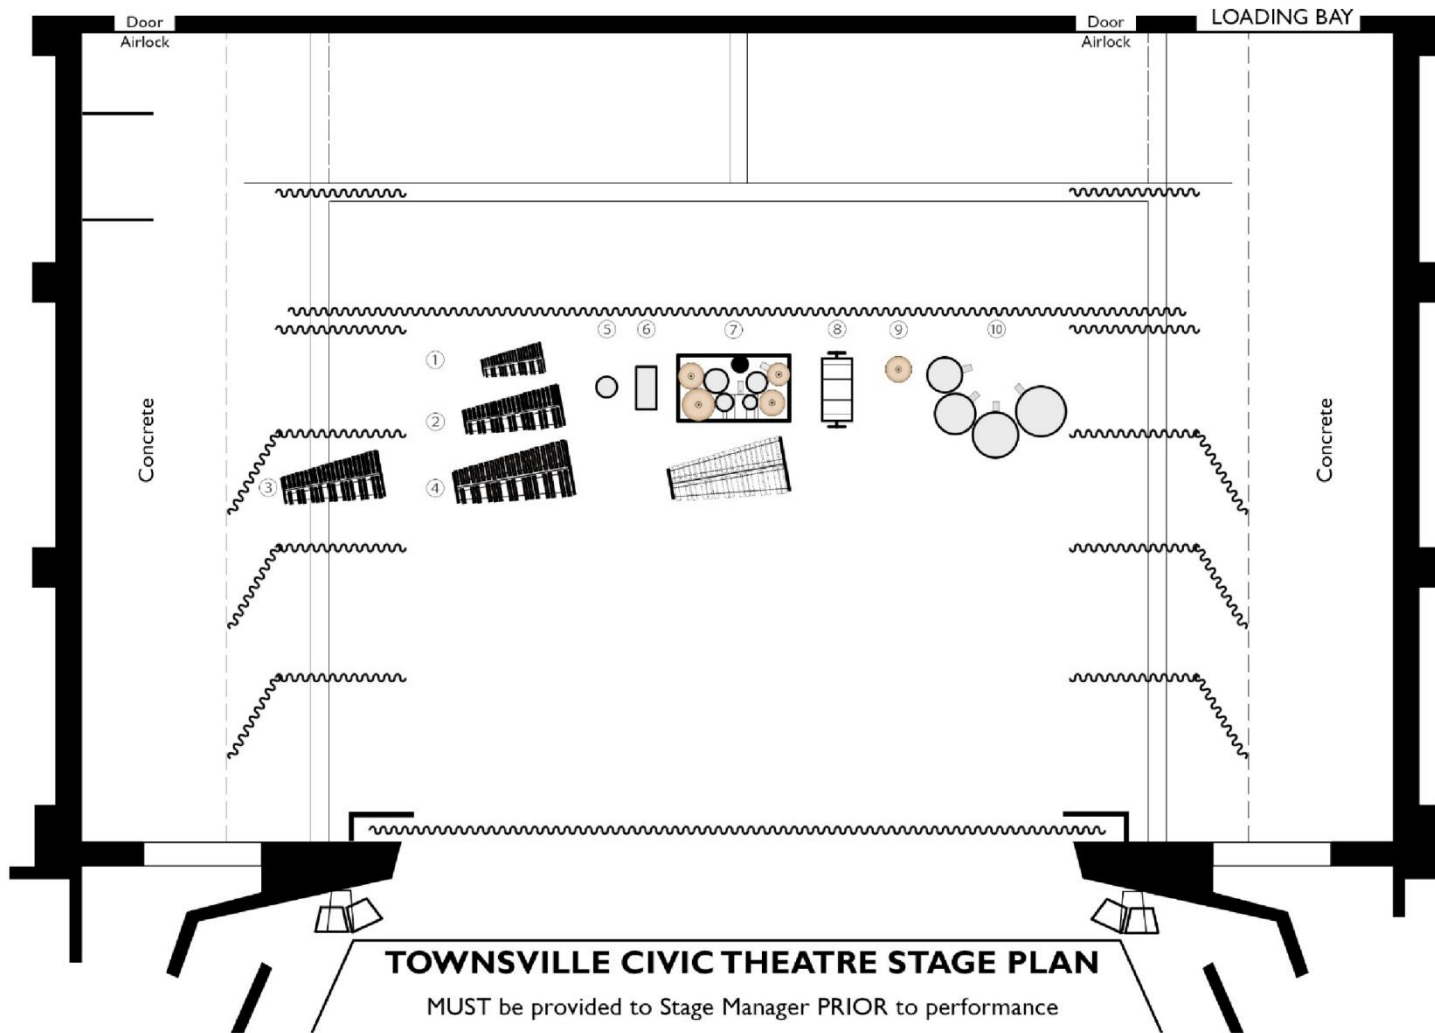 Door
Airlock
Door
Airlock
LOADING BAY
⑤ ⑥ ⑦ ⑧ ⑨ ⑩
①
②
③
④
Concrete
Concrete
TOWNSVILLE CIVIC THEATRE STAGE PLAN
MUST be provided to Stage Manager PRIOR to performance